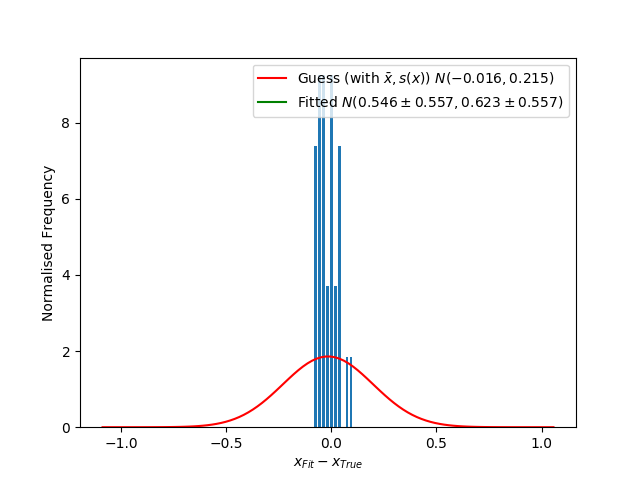 Guess (with x̄, s(x)) N(−0.016, 0.215)
Fitted N(0.546 ± 0.557, 0.623 ± 0.557)
Normalised Frequency
8
6
4
2
0
−1.0 −0.5 0.0 0.5 1.0
x_Fit − x_True